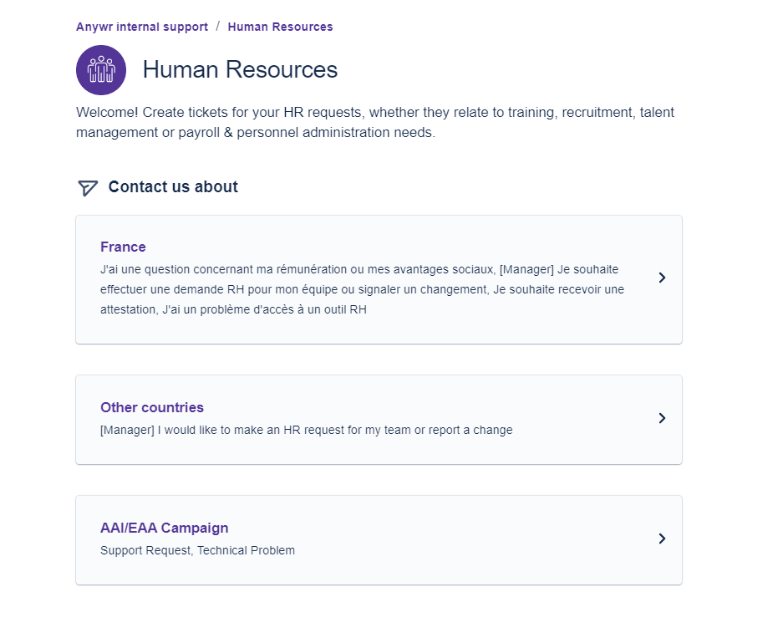 Anywr internal support / Human Resources
Human Resources
Welcome! Create tickets for your HR requests, whether they relate to training, recruitment, talent
management or payroll & personnel administration needs.
Contact us about
France
J'ai une question concernant ma rémunération ou mes avantages sociaux, [Manager] Je souhaite
effectuer une demande RH pour mon équipe ou signaler un changement, Je souhaite recevoir une
attestation, J'ai un problème d'accès à un outil RH
Other countries
[Manager] I would like to make an HR request for my team or report a change
AAI/EAA Campaign
Support Request, Technical Problem